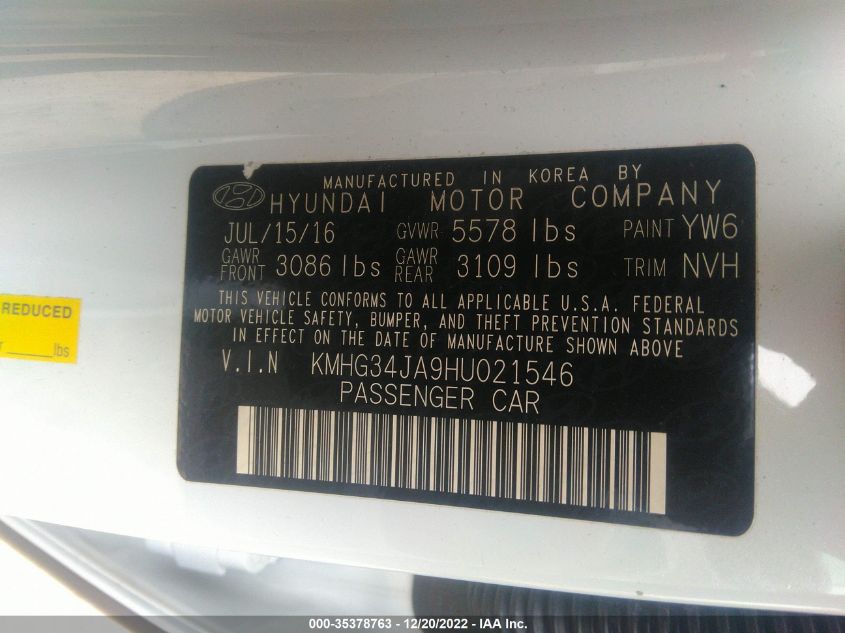 MANUFACTURED IN KOREA BY
HYUNDAI MOTOR COMPANY
JUL/15/16 GVWR 5578 lbs PAINT YW6
GAWR FRONT 3086 lbs GAWR REAR 3109 lbs TRIM NVH
THIS VEHICLE CONFORMS TO ALL APPLICABLE U.S.A. FEDERAL
MOTOR VEHICLE SAFETY, BUMPER, AND THEFT PREVENTION STANDARDS
IN EFFECT ON THE DATE OF MANUFACTURE SHOWN ABOVE
V.I.N KMHG34JA9HU021546
PASSENGER CAR
REDUCED
lbs
000-35378763 - 12/20/2022 - IAA Inc.